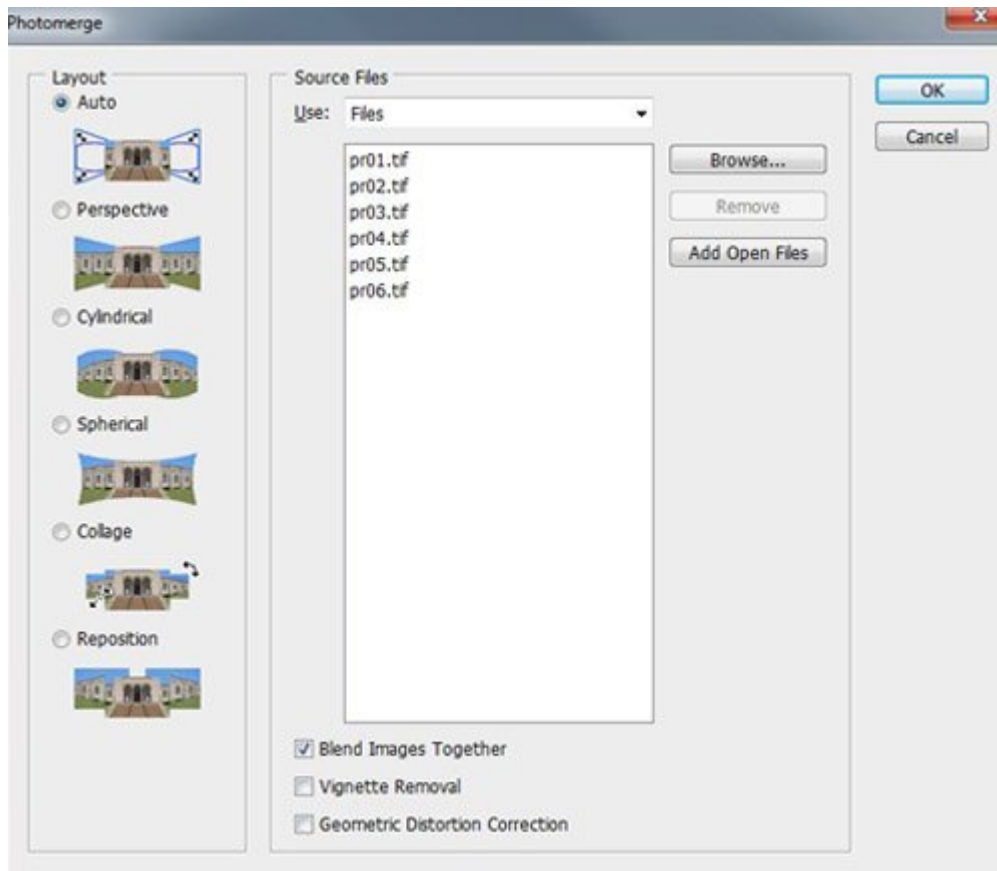 Photomerge
Layout
Auto
Perspective
Cylindrical
Spherical
Collage
Reposition
Source Files
Use: Files
pr01.tif
pr02.tif
pr03.tif
pr04.tif
pr05.tif
pr06.tif
Browse...
Remove
Add Open Files
Blend Images Together
Vignette Removal
Geometric Distortion Correction
OK
Cancel